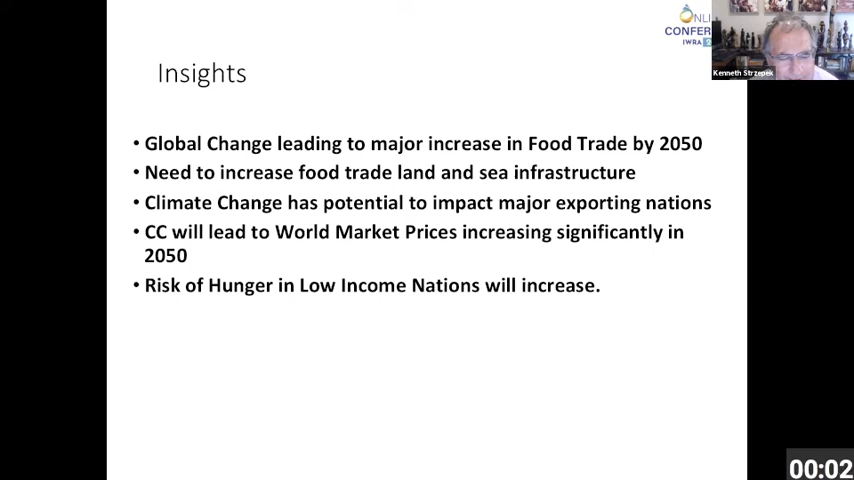 NLI
CONFER
IWRA
Kenneth Strzepek
Insights
• Global Change leading to major increase in Food Trade by 2050
• Need to increase food trade land and sea infrastructure
• Climate Change has potential to impact major exporting nations
• CC will lead to World Market Prices increasing significantly in
2050
• Risk of Hunger in Low Income Nations will increase.
00:02